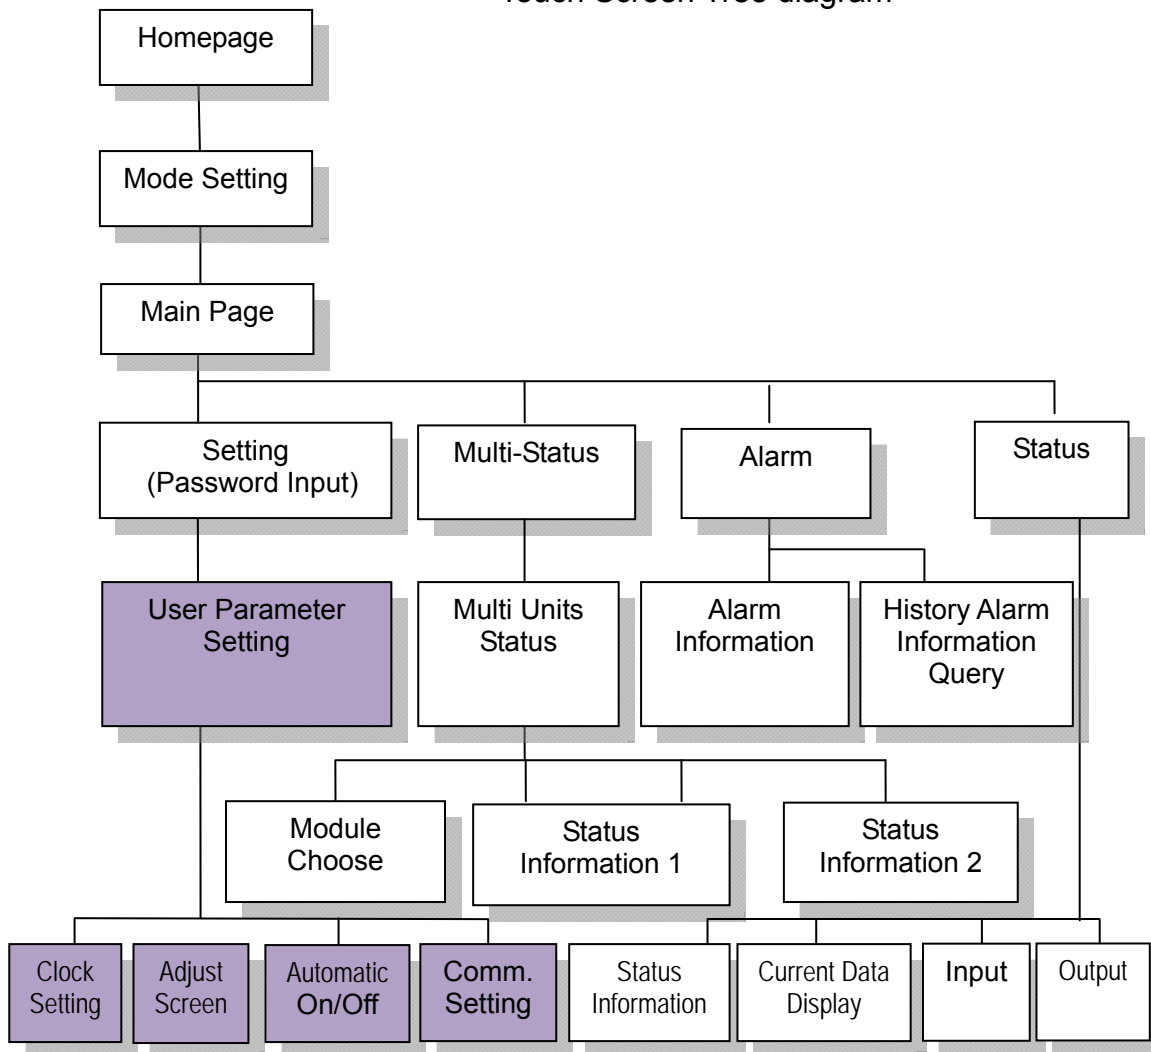 Touch Screen Tree diagram
Homepage
Mode Setting
Main Page
Setting
(Password Input)
Multi-Status
Alarm
Status
User Parameter
Setting
Multi Units
Status
Alarm
Information
History Alarm
Information
Query
Module
Choose
Status
Information 1
Status
Information 2
Clock
Setting
Adjust
Screen
Automatic
On/Off
Comm.
Setting
Status
Information
Current Data
Display
Input
Output